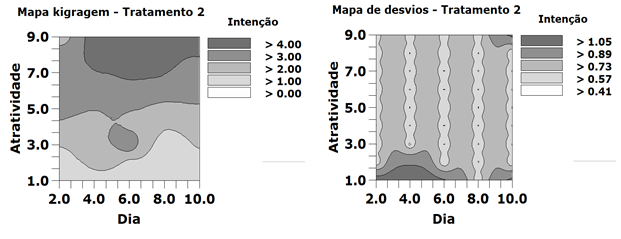 Mapa kigragem - Tratamento 2
Intenção
> 4.00
> 3.00
> 2.00
> 1.00
> 0.00
Atratividade
9.0
7.0
5.0
3.0
1.0
2.0 4.0 6.0 8.0 10.0
Dia
Mapa de desvios - Tratamento 2
Intenção
> 1.05
> 0.89
> 0.73
> 0.57
> 0.41
Atratividade
9.0
7.0
5.0
3.0
1.0
2.0 4.0 6.0 8.0 10.0
Dia